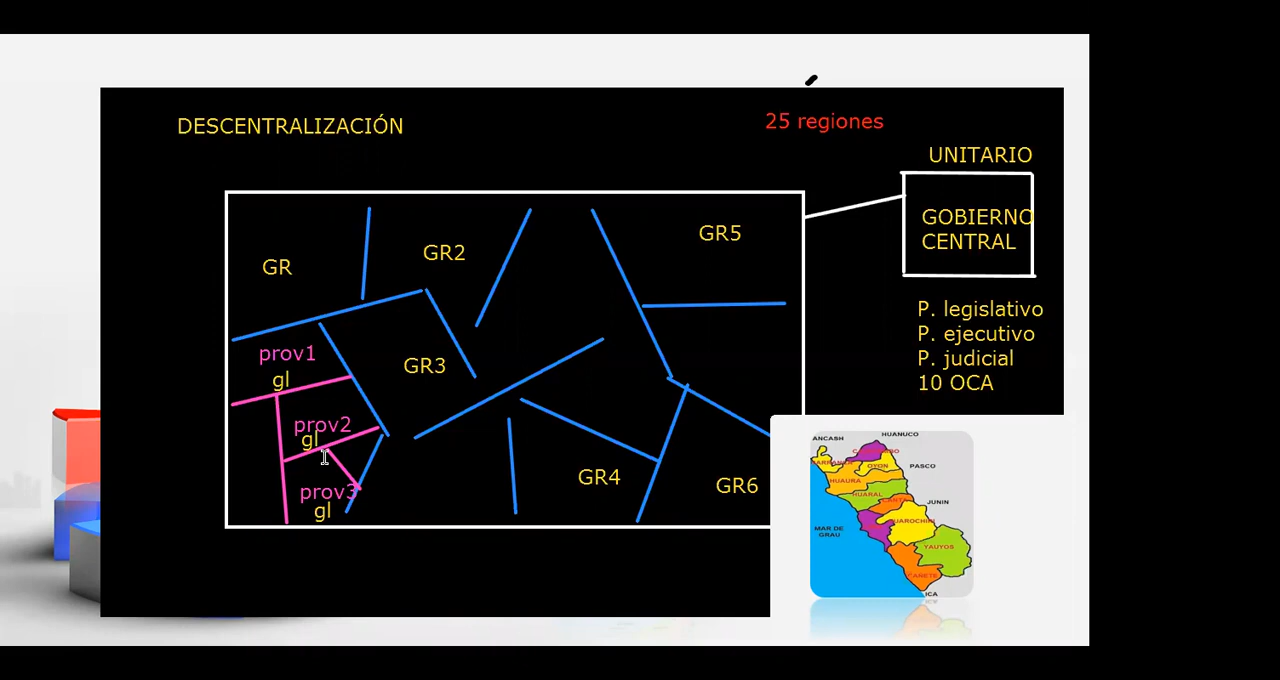 DESCENTRALIZACIÓN
25 regiones
UNITARIO
GOBIERNO
CENTRAL
P. legislativo
P. ejecutivo
P. judicial
10 OCA
GR
GR2
GR5
prov1
gl
GR3
prov2
gl
GR4
GR6
prov3
gl
ANCASH
HUANUCO
OYON
PASCO
HUAURA
HUARAL
JUNIN
MAR DE
GRAU
HUAROCHIRI
YAUYOS
CAÑETE
ICA